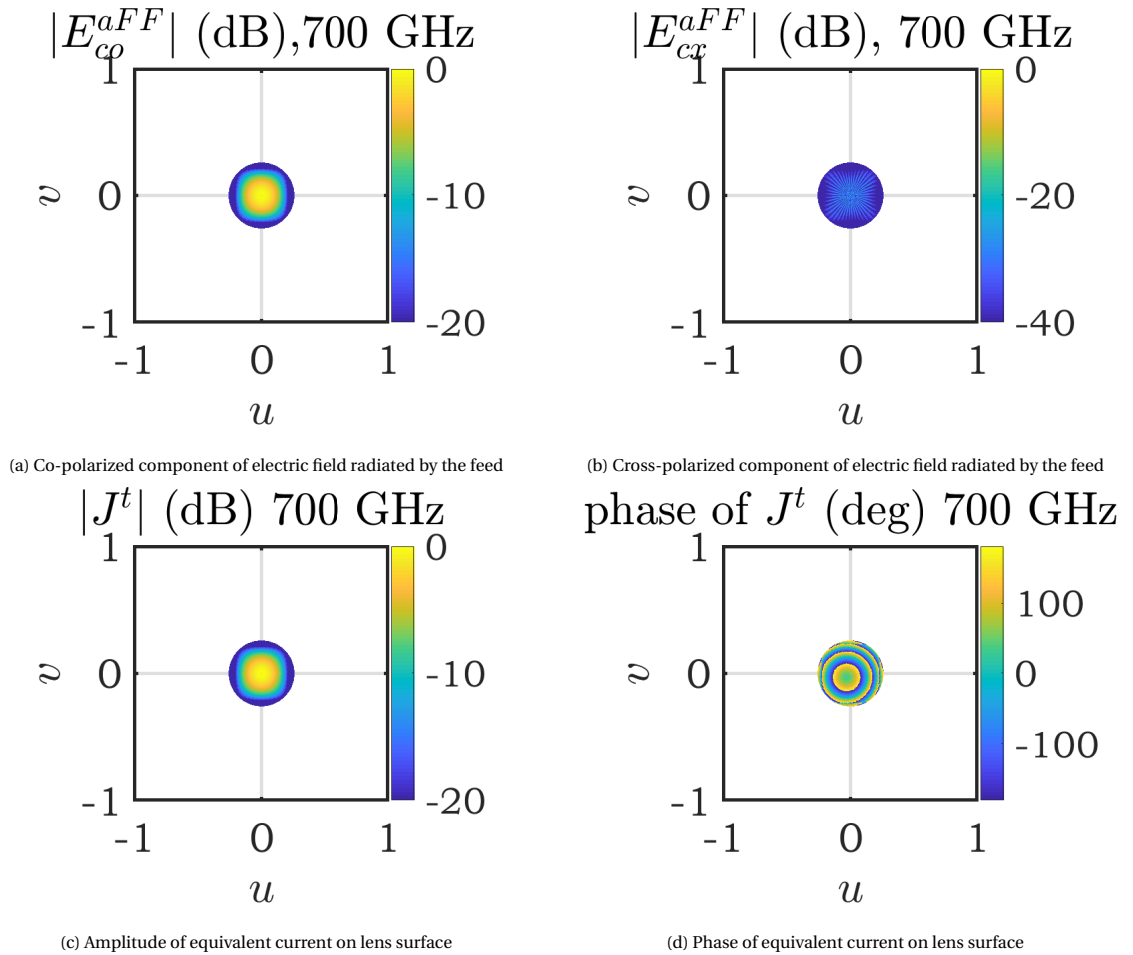 |E_{co}^{aFF}| (dB),700 GHz
1
0
-1
v
-1 0 1
u
0
-10
-20
|E_{cx}^{aFF}| (dB), 700 GHz
1
0
-1
v
-1 0 1
u
0
-20
-40
(a) Co-polarized component of electric field radiated by the feed
(b) Cross-polarized component of electric field radiated by the feed
|J^t| (dB) 700 GHz
1
0
-1
v
-1 0 1
u
0
-10
-20
phase of J^t (deg) 700 GHz
1
0
-1
v
-1 0 1
u
100
0
-100
(c) Amplitude of equivalent current on lens surface
(d) Phase of equivalent current on lens surface